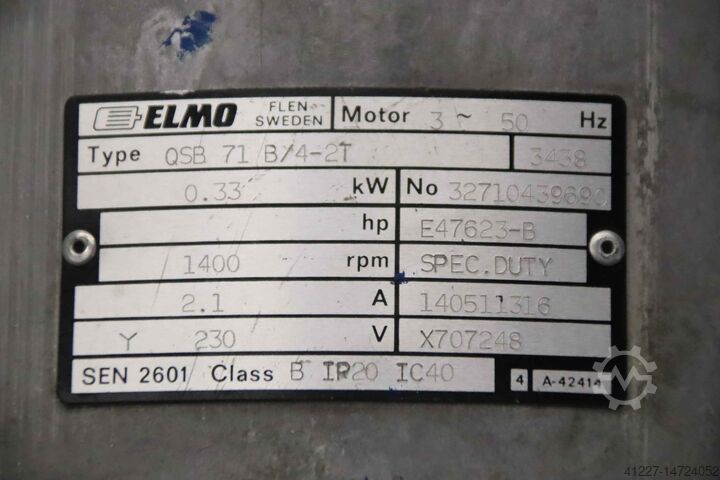 ELMO FLEN SWEDEN Motor 3 ~ 50 Hz
Type QSB 71 B/4-2T 3438
0.33 kW No 32710439690
hp E47623-B
1400 rpm SPEC.DUTY
2.1 A 140511316
Y 230 V X707248
SEN 2601 Class B IP20 IC40 4 A-42414
41227-14724052